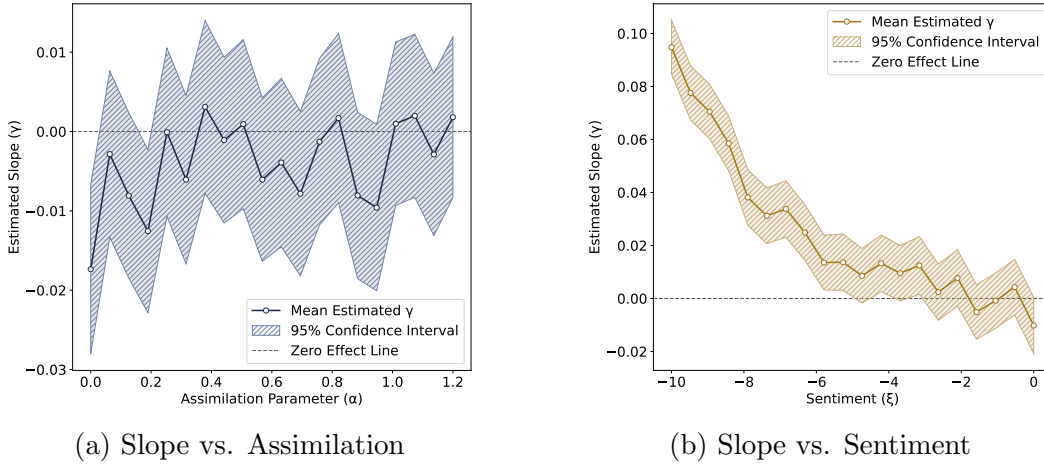 0.01
0.00
−0.01
−0.02
−0.03
Estimated Slope (γ)
Mean Estimated γ
95% Confidence Interval
Zero Effect Line
0.0 0.2 0.4 0.6 0.8 1.0 1.2
Assimilation Parameter (α)
(a) Slope vs. Assimilation
0.10
0.08
0.06
0.04
0.02
0.00
−0.02
Estimated Slope (γ)
Mean Estimated γ
95% Confidence Interval
Zero Effect Line
−10 −8 −6 −4 −2 0
Sentiment (ξ)
(b) Slope vs. Sentiment